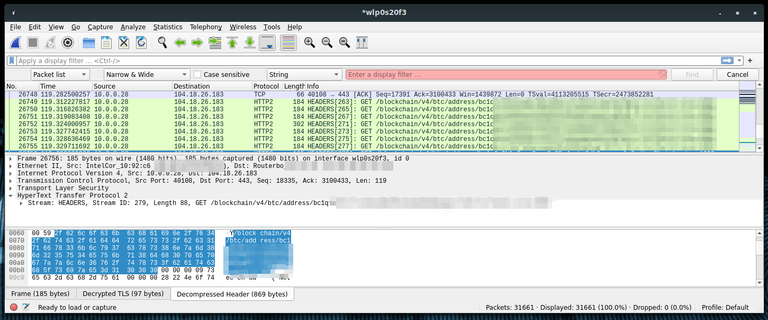 *wlp0s20f3
File Edit View Go Capture Analyze Statistics Telephony Wireless Tools Help
Apply a display filter ... <Ctrl-/>
Packet list Narrow & Wide Case sensitive String Enter a display filter ... Find Cancel
No. Time Source Destination Protocol Length Info
26748 119.282500257 10.0.0.28 104.18.26.183 TCP 66 40108 → 443 [ACK] Seq=17391 Ack=3100433 Win=1439872 Len=0 TSval=4113205515 TSecr=2473852281
26749 119.312227817 10.0.0.28 104.18.26.183 HTTP2 184 HEADERS[263]: GET /blockchain/v4/btc/address/bc1q
26750 119.316826382 10.0.0.28 104.18.26.183 HTTP2 184 HEADERS[265]: GET /blockchain/v4/btc/address/bc1
26751 119.319083408 10.0.0.28 104.18.26.183 HTTP2 184 HEADERS[267]: GET /blockchain/v4/btc/address/bc1
26752 119.324000957 10.0.0.28 104.18.26.183 HTTP2 302 HEADERS[271]: GET /blockchain/v4/btc/address/bc1
26753 119.327742415 10.0.0.28 104.18.26.183 HTTP2 184 HEADERS[273]: GET /blockchain/v4/btc/address/bc1
26754 119.328636469 10.0.0.28 104.18.26.183 HTTP2 184 HEADERS[275]: GET /blockchain/v4/btc/address/bc1
26755 119.329711692 10.0.0.28 104.18.26.183 HTTP2 184 HEADERS[277]: GET /blockchain/v4/btc/address/bc1
Frame 26756: 185 bytes on wire (1480 bits), 185 bytes captured (1480 bits) on interface wlp0s20f3, id 0
Ethernet II, Src: IntelCor_10:92:c6 Dst: Routerbo
Internet Protocol Version 4, Src: 10.0.0.28, Dst: 104.18.26.183
Transmission Control Protocol, Src Port: 40108, Dst Port: 443, Seq: 18335, Ack: 3100433, Len: 119
Transport Layer Security
HyperText Transfer Protocol 2
Stream: HEADERS, Stream ID: 279, Length 88, GET /blockchain/v4/btc/address/bc1q
0060 00 59 2f 62 6c 6f 63 6b 63 68 61 69 6e 2f 76 34 ·Y/block chain/v4
0070 2f 62 74 63 2f 61 64 64 72 65 73 73 2f 62 63 31 /btc/add ress/bc1
0080
0090
00a0
00b0
00c0
Frame (185 bytes) Decrypted TLS (97 bytes) Decompressed Header (869 bytes)
Ready to load or capture Packets: 31661 · Displayed: 31661 (100.0%) · Dropped: 0 (0.0%) Profile: Default